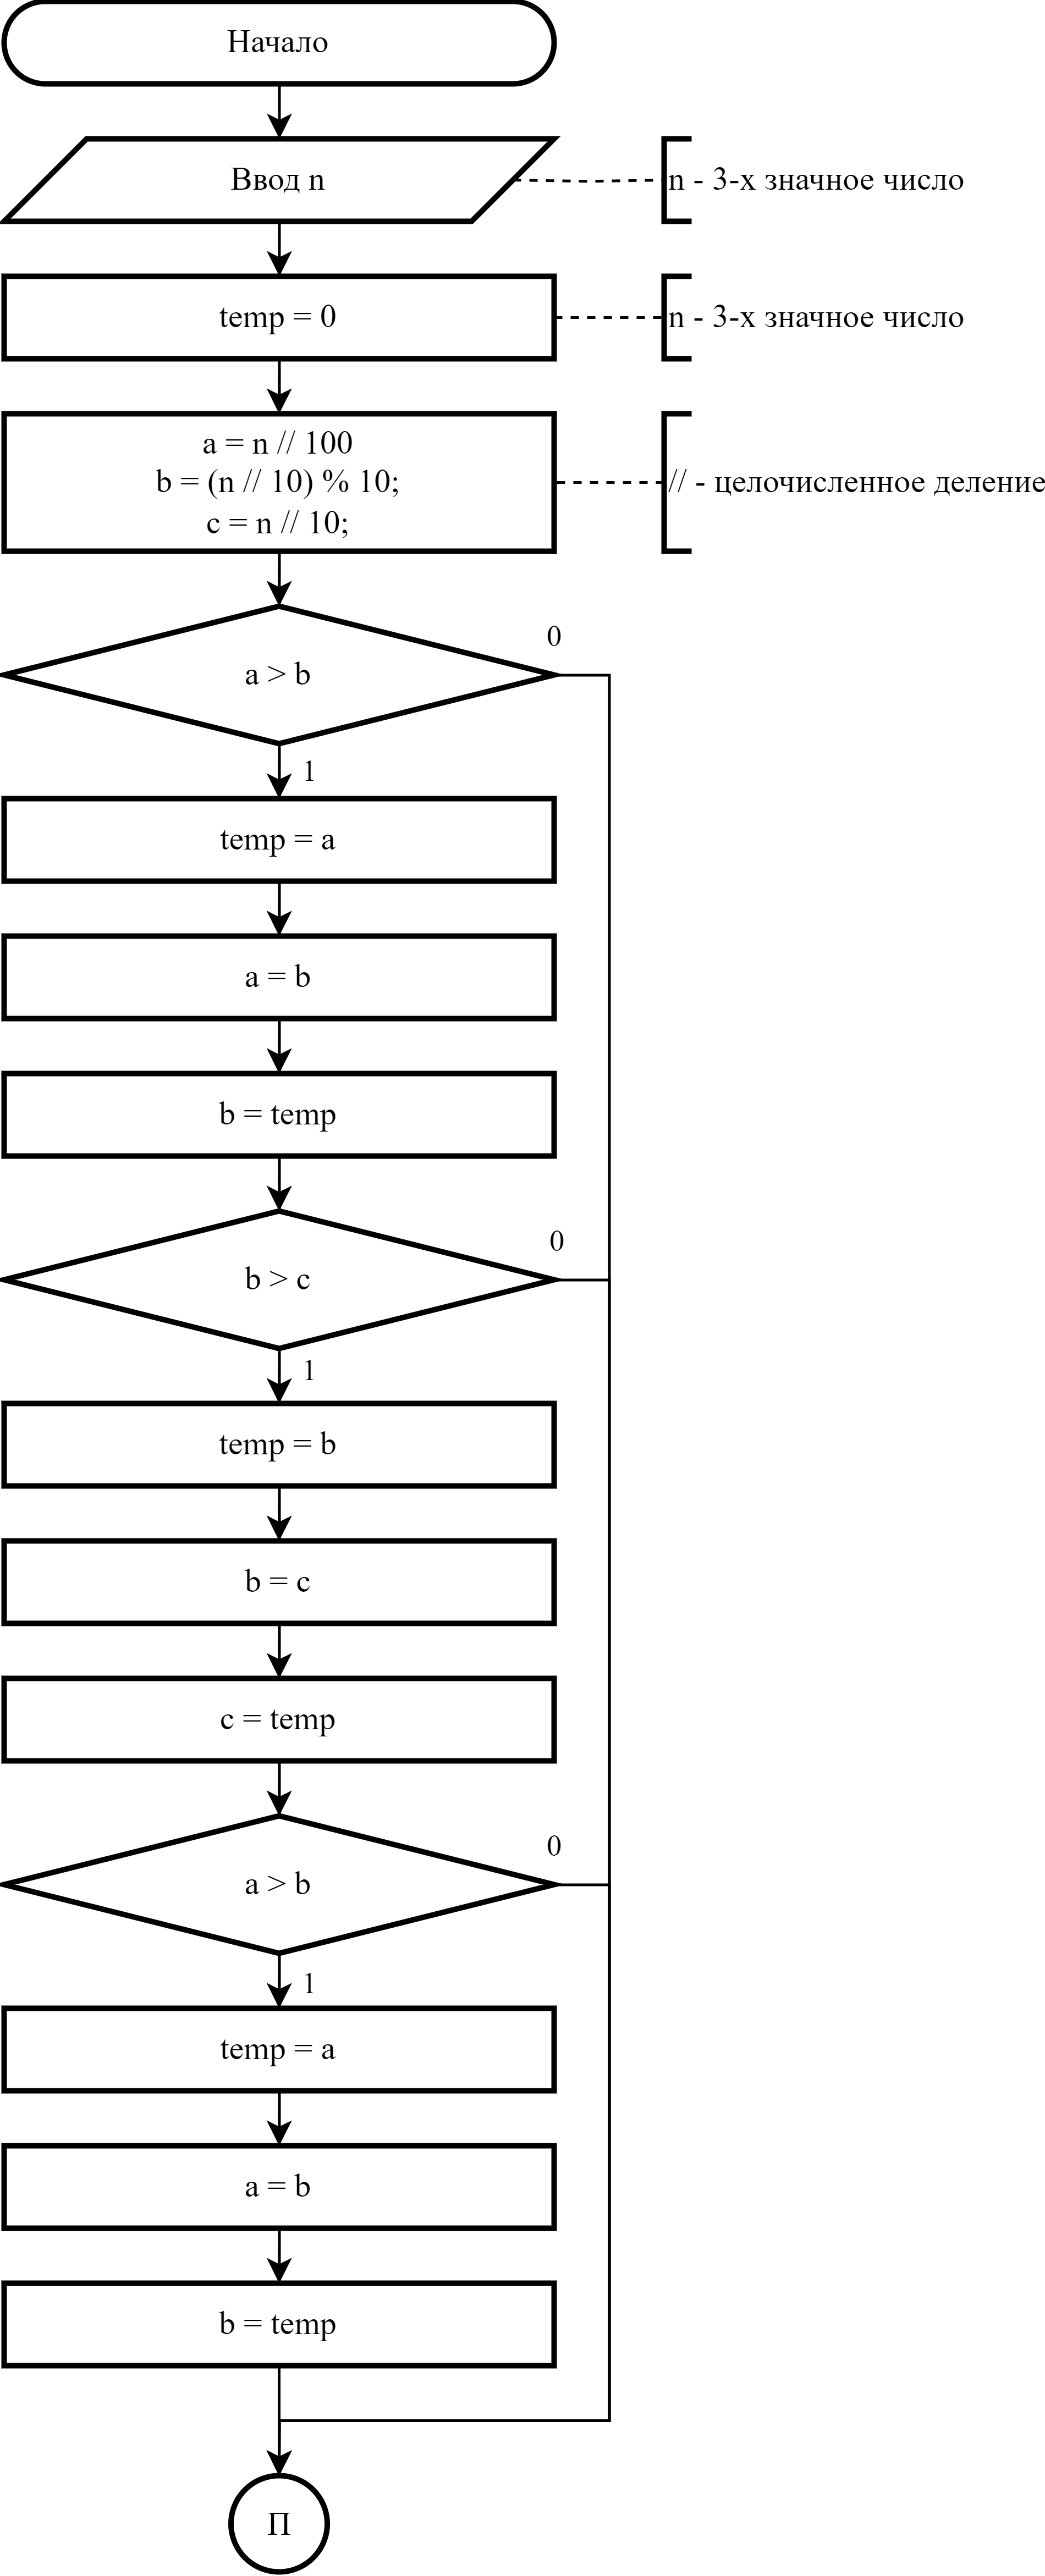 Начало
Ввод n
n - 3-х значное число
temp = 0
n - 3-х значное число
a = n // 100
b = (n // 10) % 10;
c = n // 10;
// - целочисленное деление
0
a > b
1
temp = a
a = b
b = temp
0
b > c
1
temp = b
b = c
c = temp
0
a > b
1
temp = a
a = b
b = temp
П